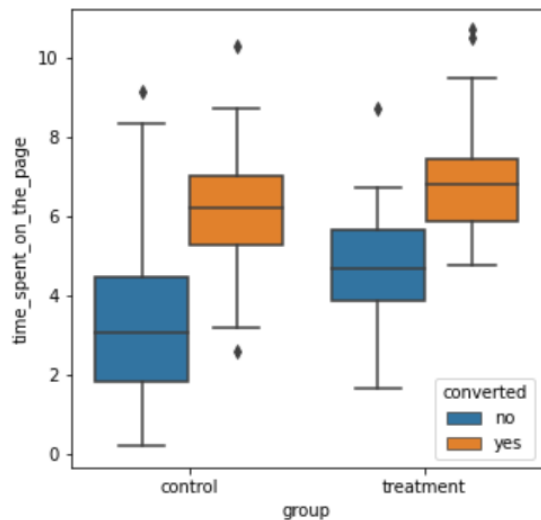 time_spent_on_the_page
10
8
6
4
2
0
control
treatment
group
converted
no
yes